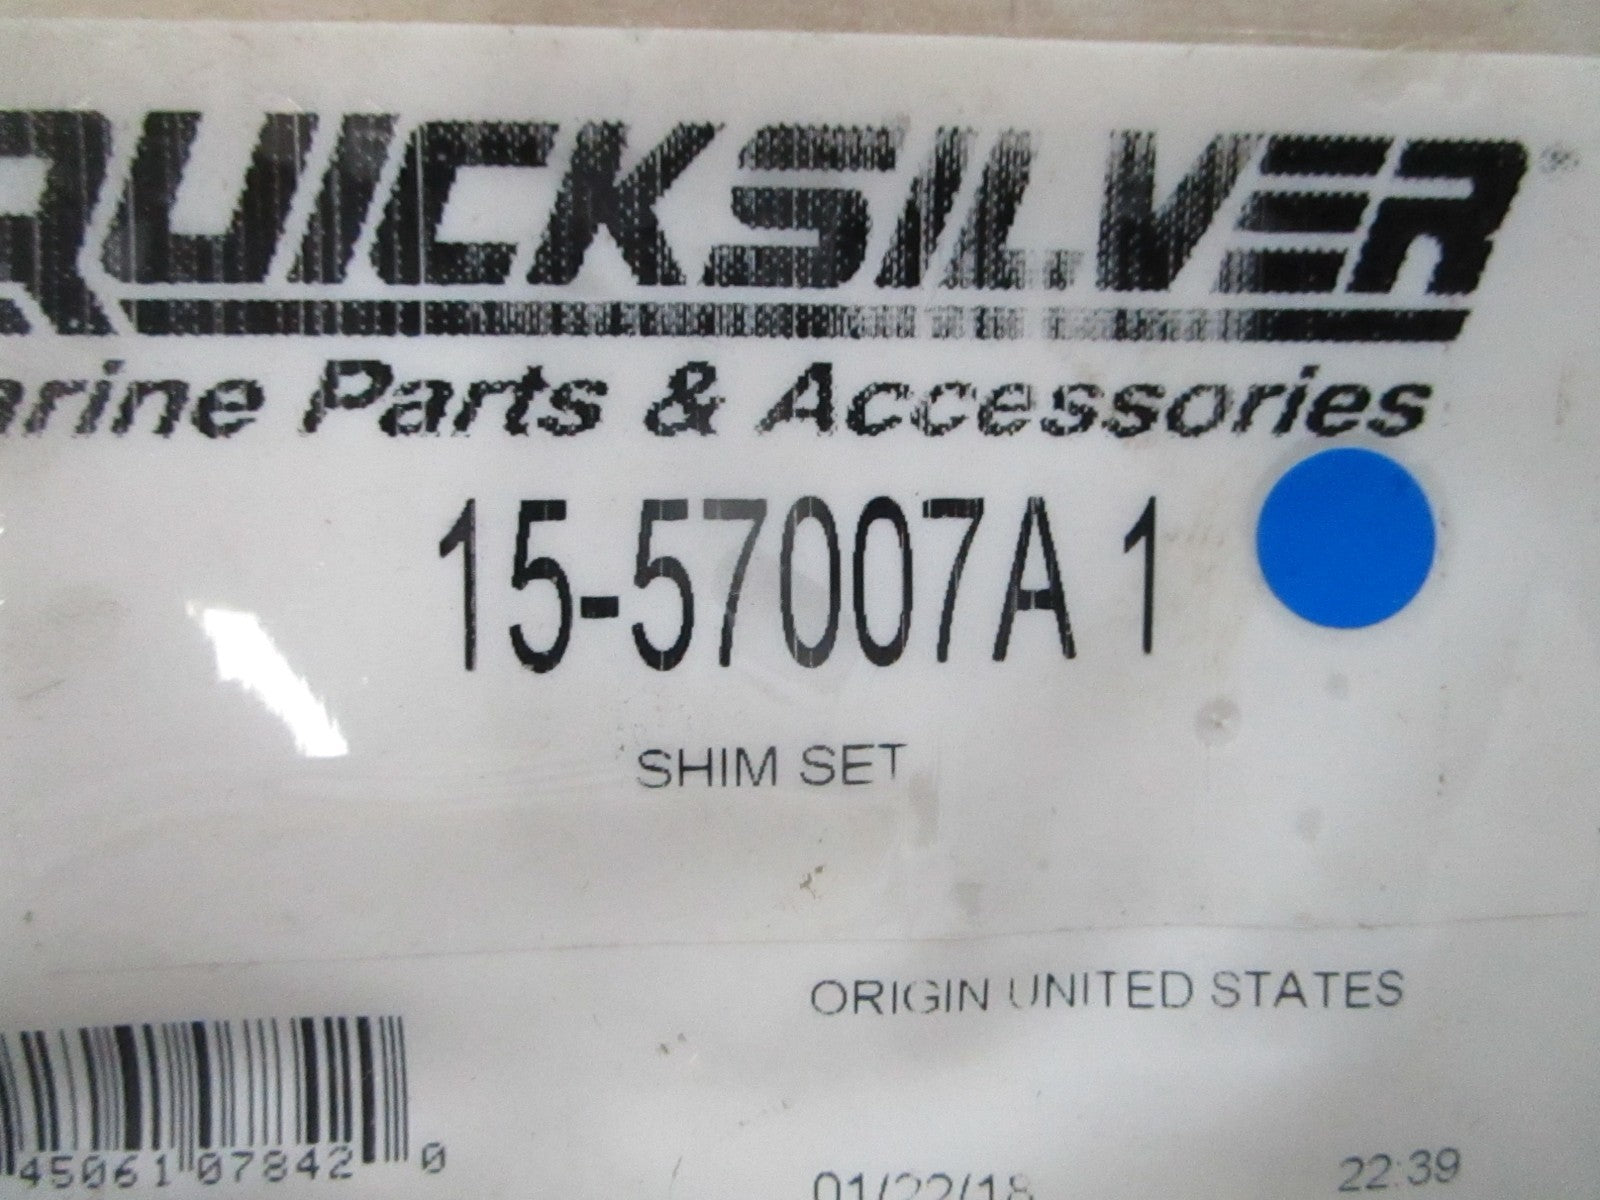 QUICKSILVER®
arine Parts & Accessories
15-57007A 1
SHIM SET
ORIGIN UNITED STATES
45061 07842 0
01/22/18
22:39